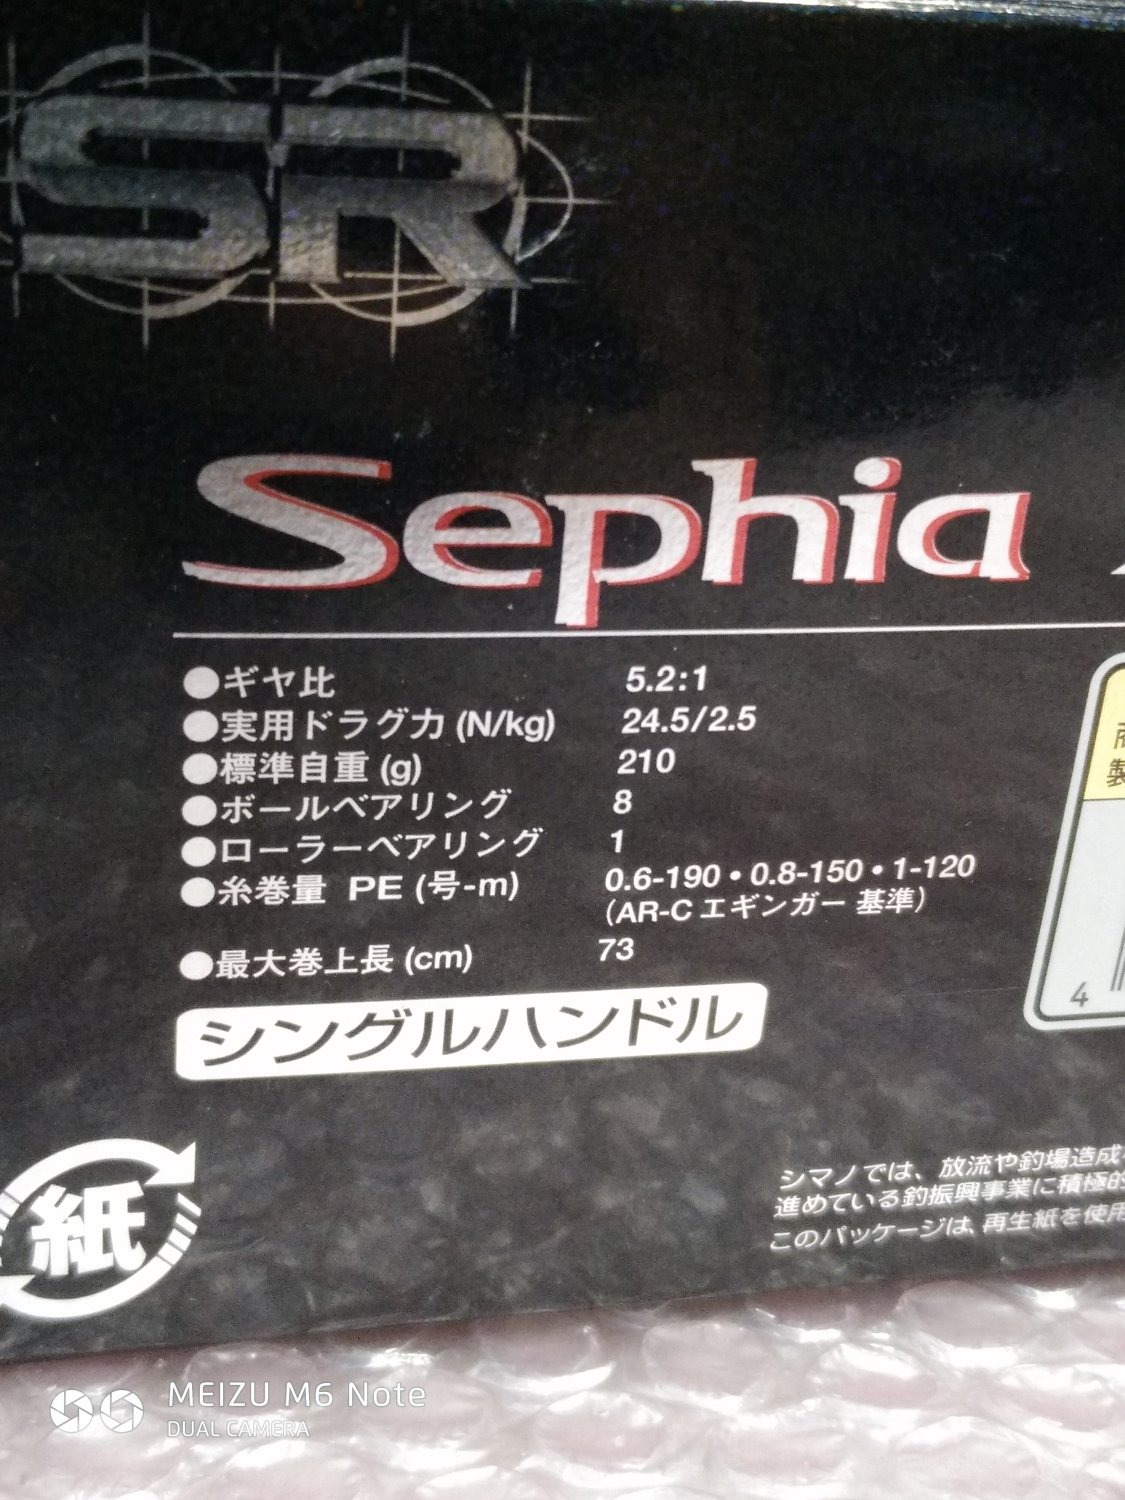 SR
Sephia
●ギヤ比 5.2:1
●実用ドラグ力 (N/kg) 24.5/2.5
●標準自重 (g) 210
●ボールベアリング 8
●ローラーベアリング 1
●糸巻量 PE (号-m) 0.6-190・0.8-150・1-120
(AR-C エギンガー 基準)
●最大巻上長 (cm) 73
シングルハンドル
製
4
紙
シマノでは、放流や釣場造成
進めている釣振興事業に積極的
このパッケージは、再生紙を使用
MEIZU M6 Note
DUAL CAMERA